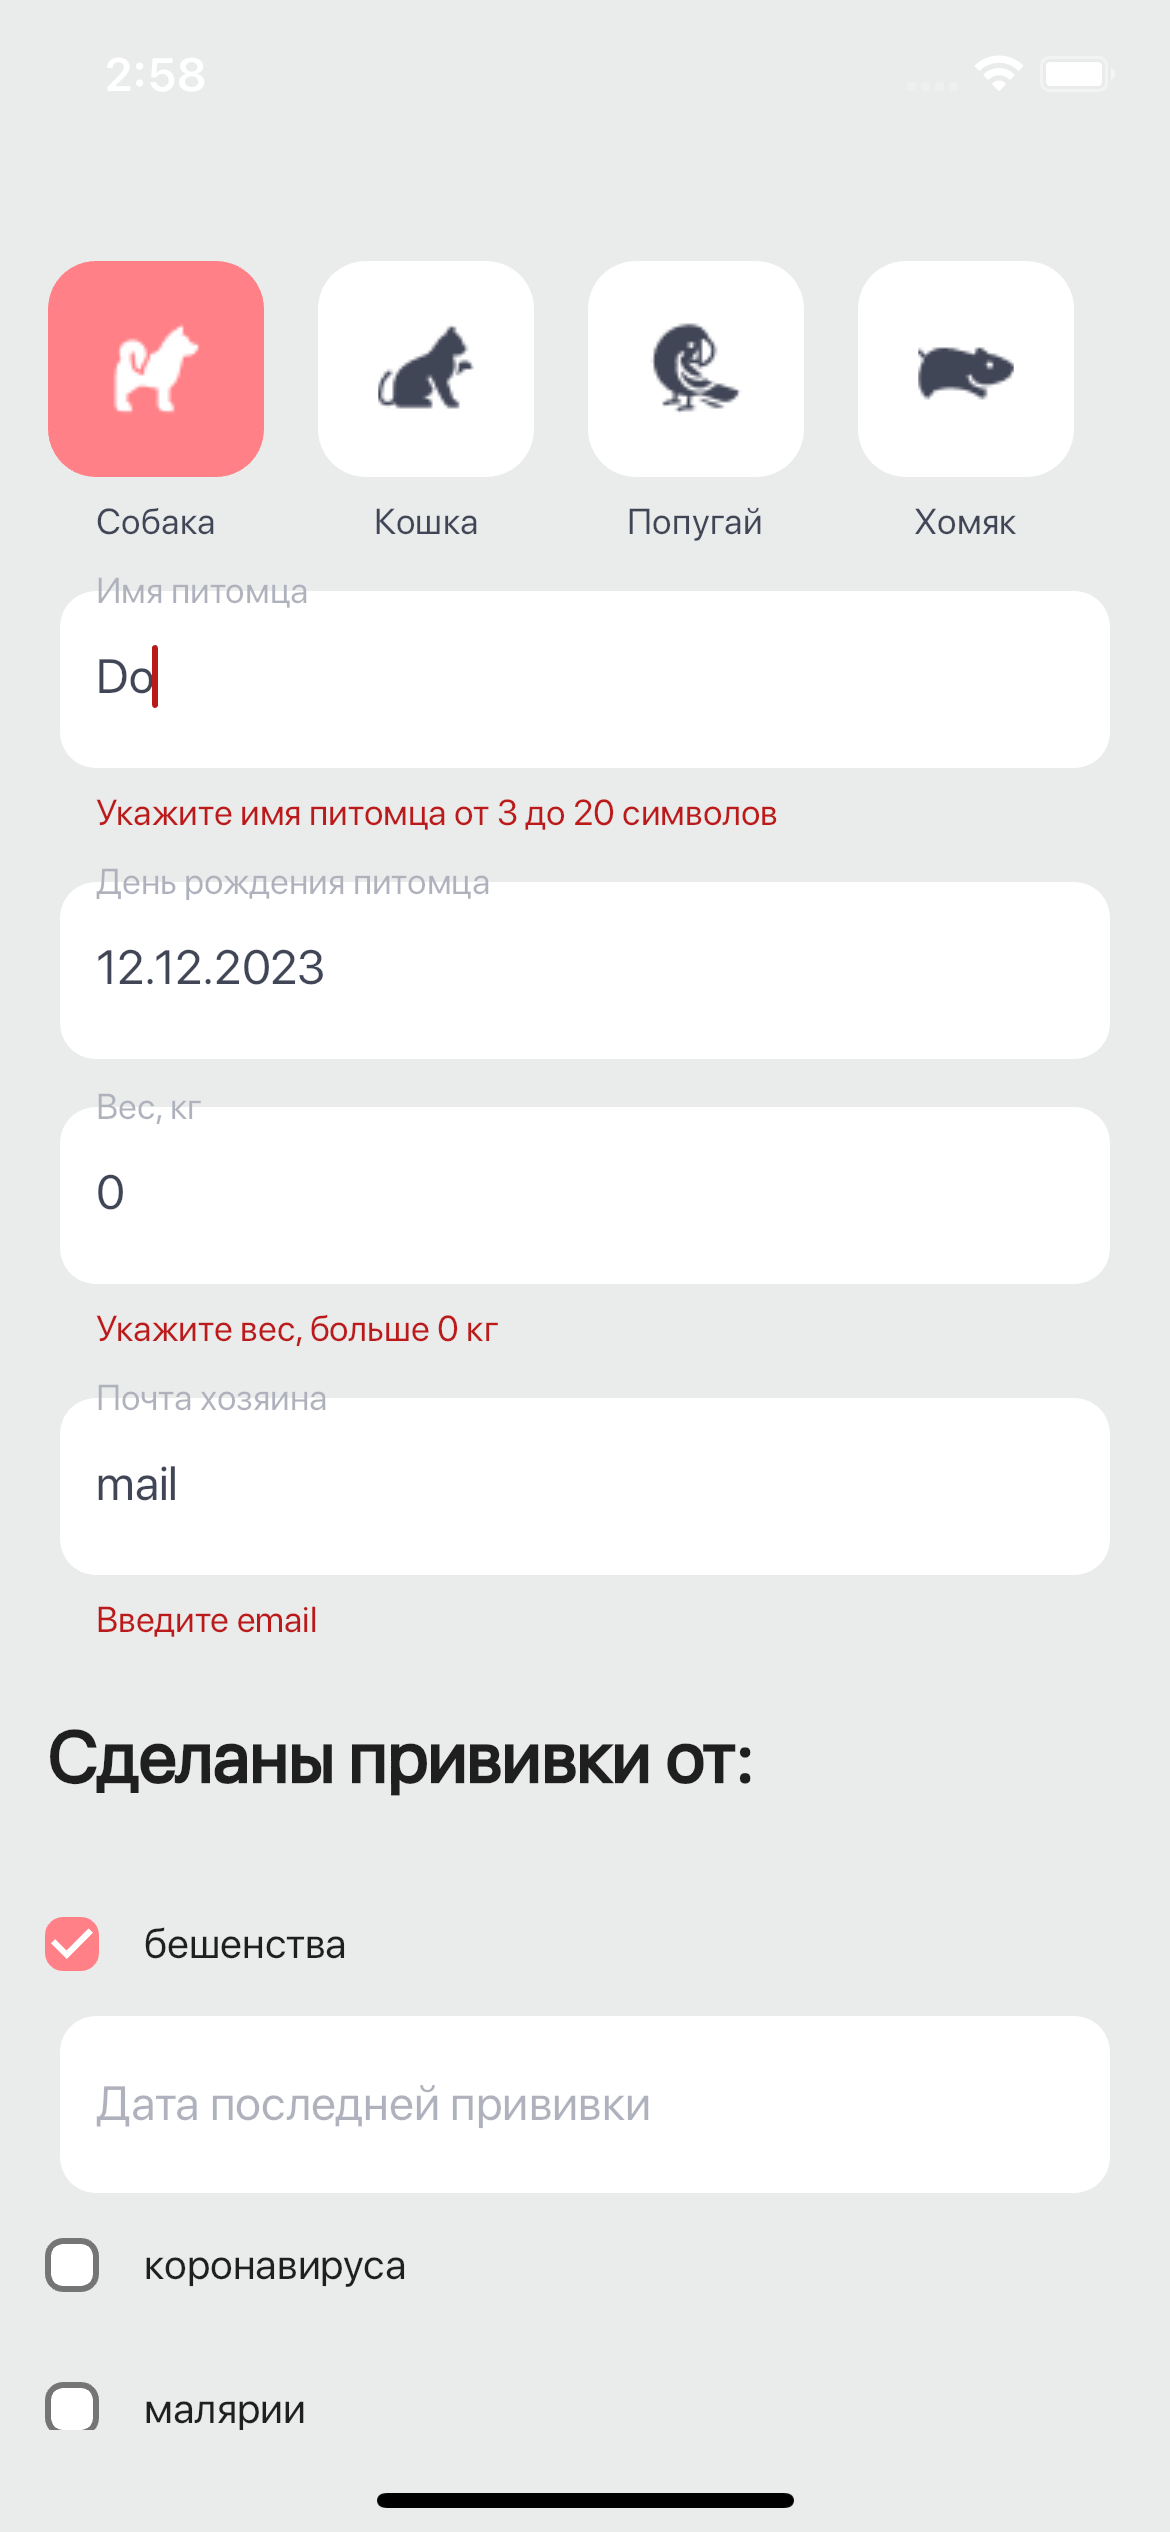 2:58
Собака Кошка Попугай Хомяк
Имя питомца
Do
Укажите имя питомца от 3 до 20 символов
День рождения питомца
12.12.2023
Вес, кг
0
Укажите вес, больше 0 кг
Почта хозяина
mail
Введите email
Сделаны прививки от:
бешенства
Дата последней прививки
коронавируса
малярии